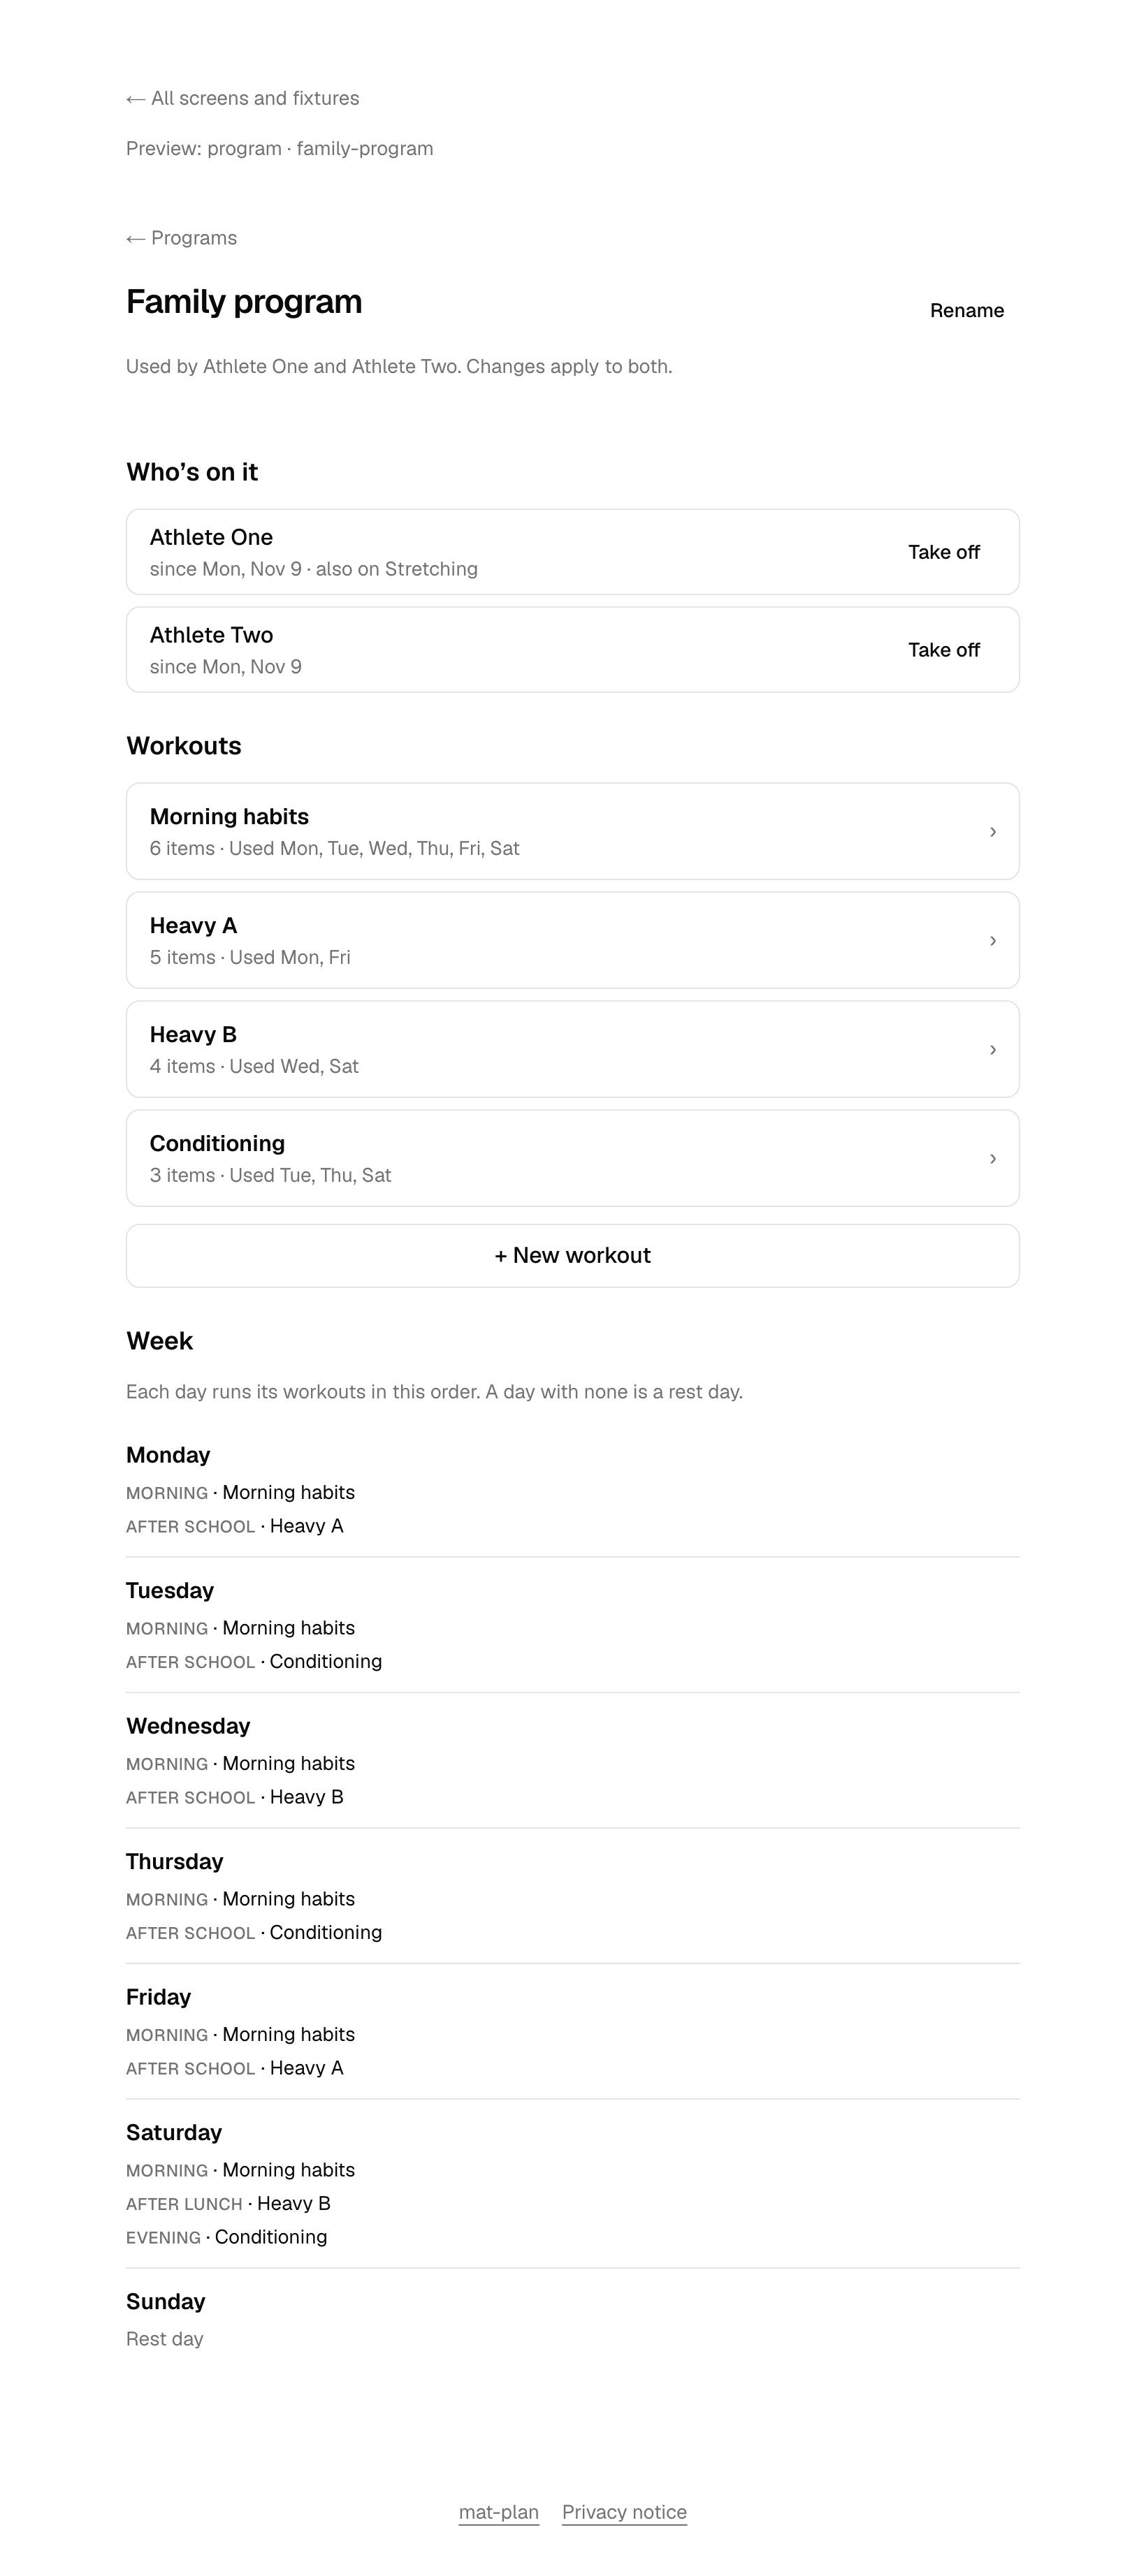 ← All screens and fixtures
Preview: program · family-program
← Programs
Family program
Rename
Used by Athlete One and Athlete Two. Changes apply to both.
Who’s on it
Athlete One
since Mon, Nov 9 · also on Stretching
Take off
Athlete Two
since Mon, Nov 9
Take off
Workouts
Morning habits
6 items · Used Mon, Tue, Wed, Thu, Fri, Sat
›
Heavy A
5 items · Used Mon, Fri
›
Heavy B
4 items · Used Wed, Sat
›
Conditioning
3 items · Used Tue, Thu, Sat
›
+ New workout
Week
Each day runs its workouts in this order. A day with none is a rest day.
Monday
MORNING · Morning habits
AFTER SCHOOL · Heavy A
Tuesday
MORNING · Morning habits
AFTER SCHOOL · Conditioning
Wednesday
MORNING · Morning habits
AFTER SCHOOL · Heavy B
Thursday
MORNING · Morning habits
AFTER SCHOOL · Conditioning
Friday
MORNING · Morning habits
AFTER SCHOOL · Heavy A
Saturday
MORNING · Morning habits
AFTER LUNCH · Heavy B
EVENING · Conditioning
Sunday
Rest day
mat-plan Privacy notice